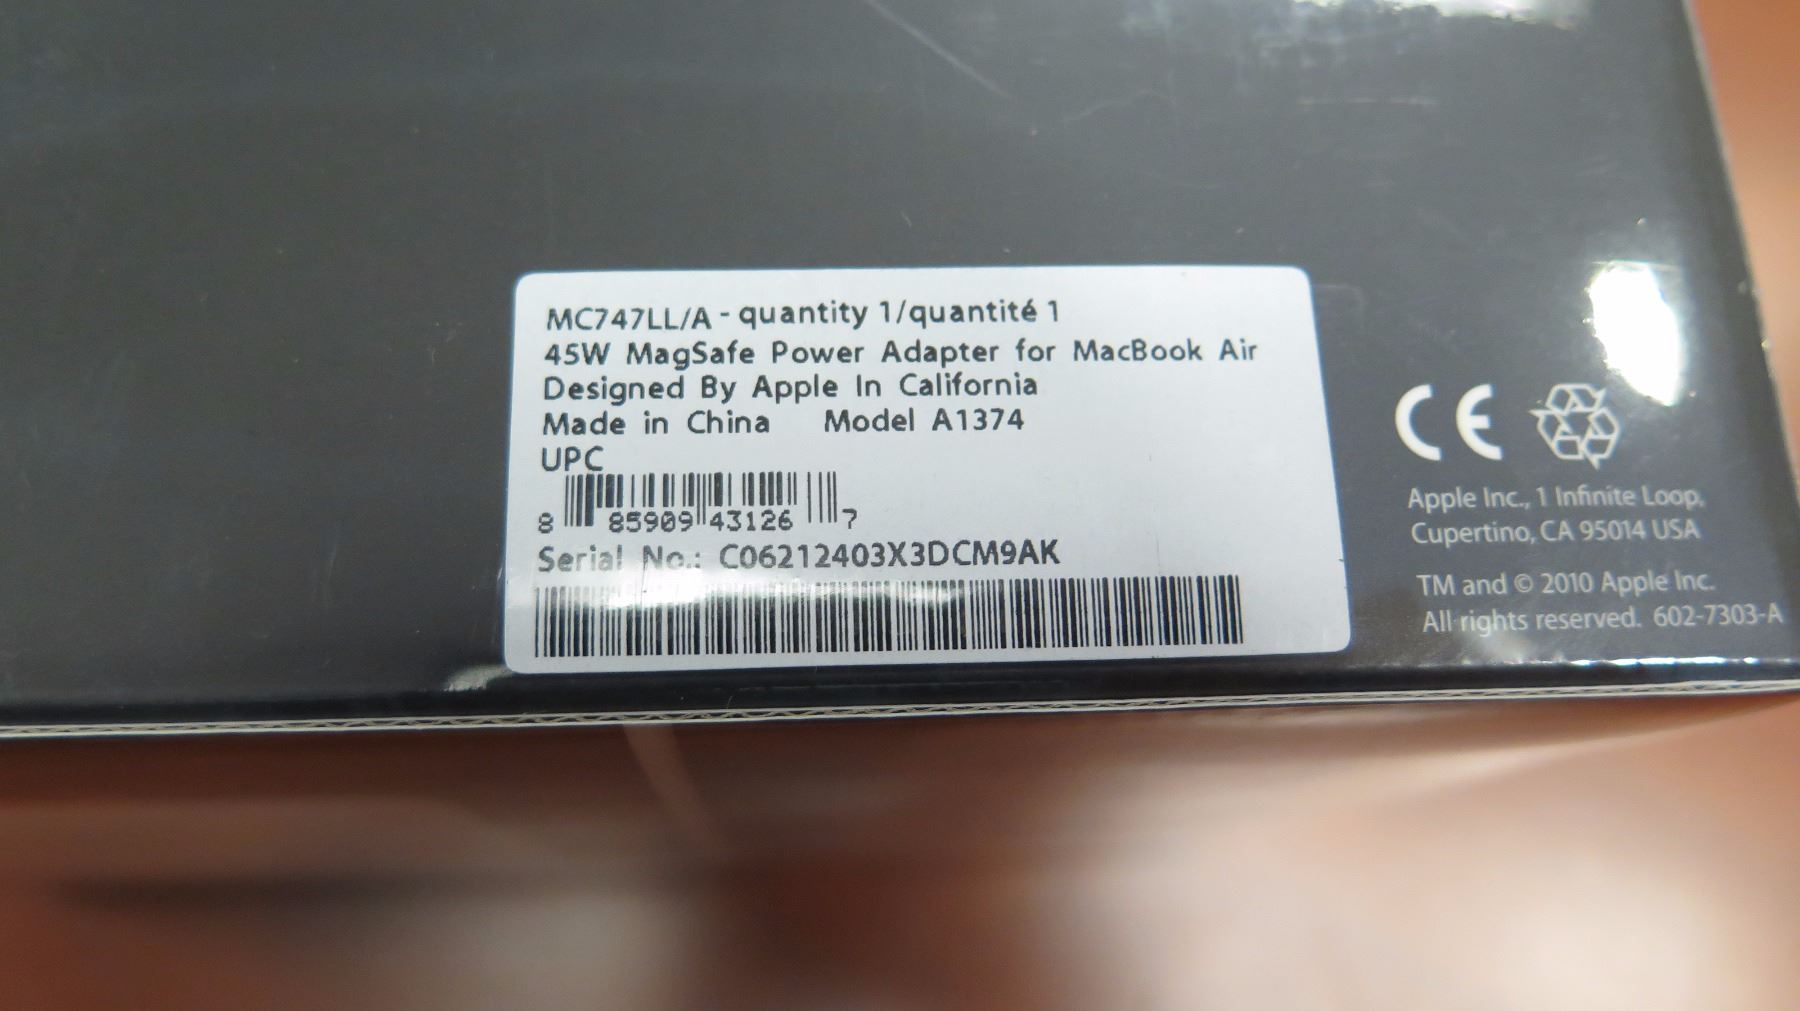 MC747LL/A - quantity 1/quantité 1
45W MagSafe Power Adapter for MacBook Air
Designed By Apple In California
Made in China Model A1374
UPC
8 85909 43126 7
Serial No.: C06212403X3DCM9AK
CE
Apple Inc., 1 Infinite Loop,
Cupertino, CA 95014 USA
TM and © 2010 Apple Inc.
All rights reserved. 602-7303-A